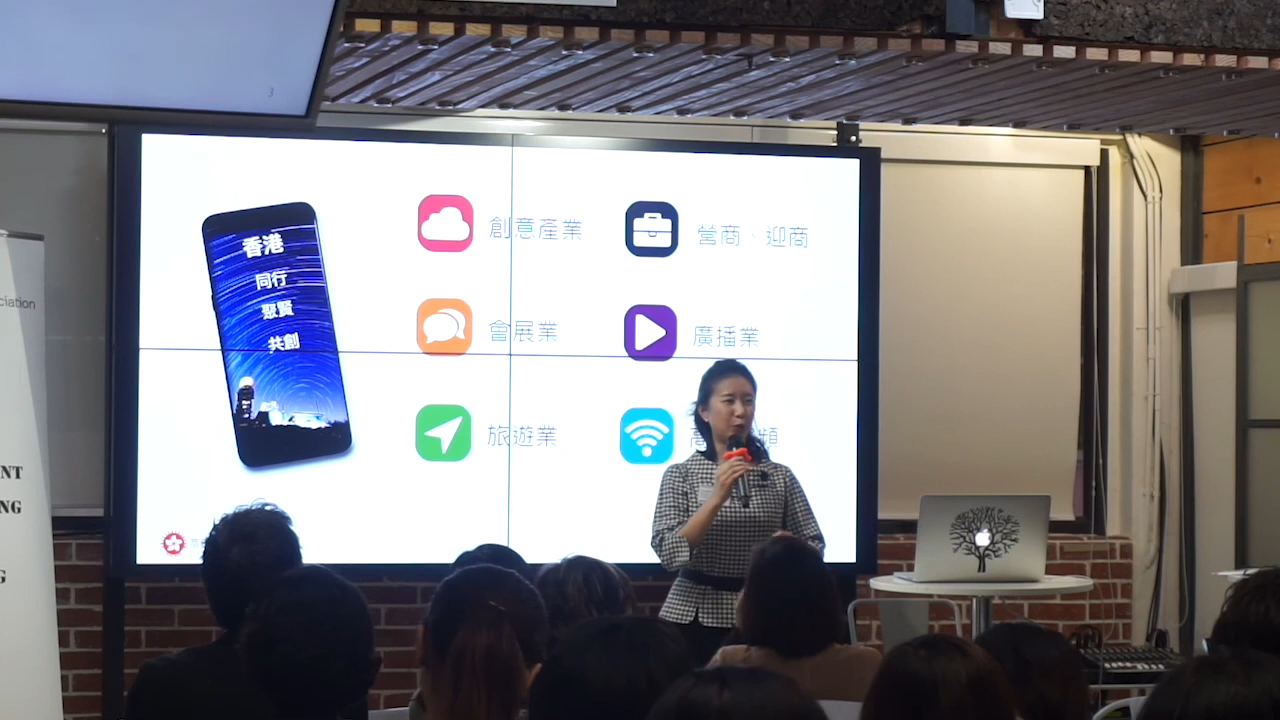 3
香港
同行
聚賢
共創
創意產業
營商、迎商
會展業
廣播業
旅遊業
ciation
NT
NG
G